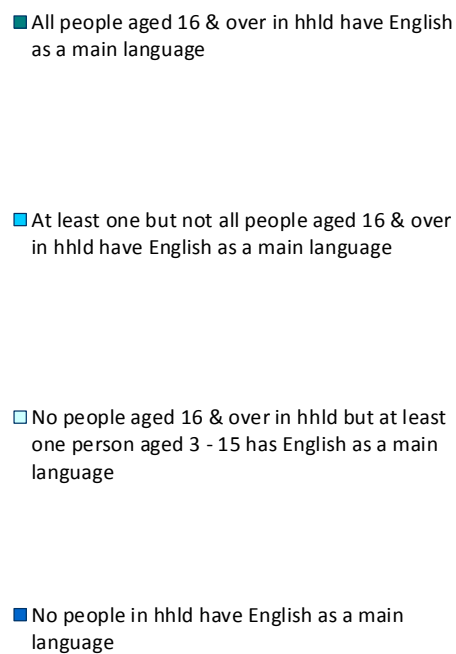 All people aged 16 & over in hhld have English
as a main language
At least one but not all people aged 16 & over
in hhld have English as a main language
No people aged 16 & over in hhld but at least
one person aged 3 - 15 has English as a main
language
No people in hhld have English as a main
language